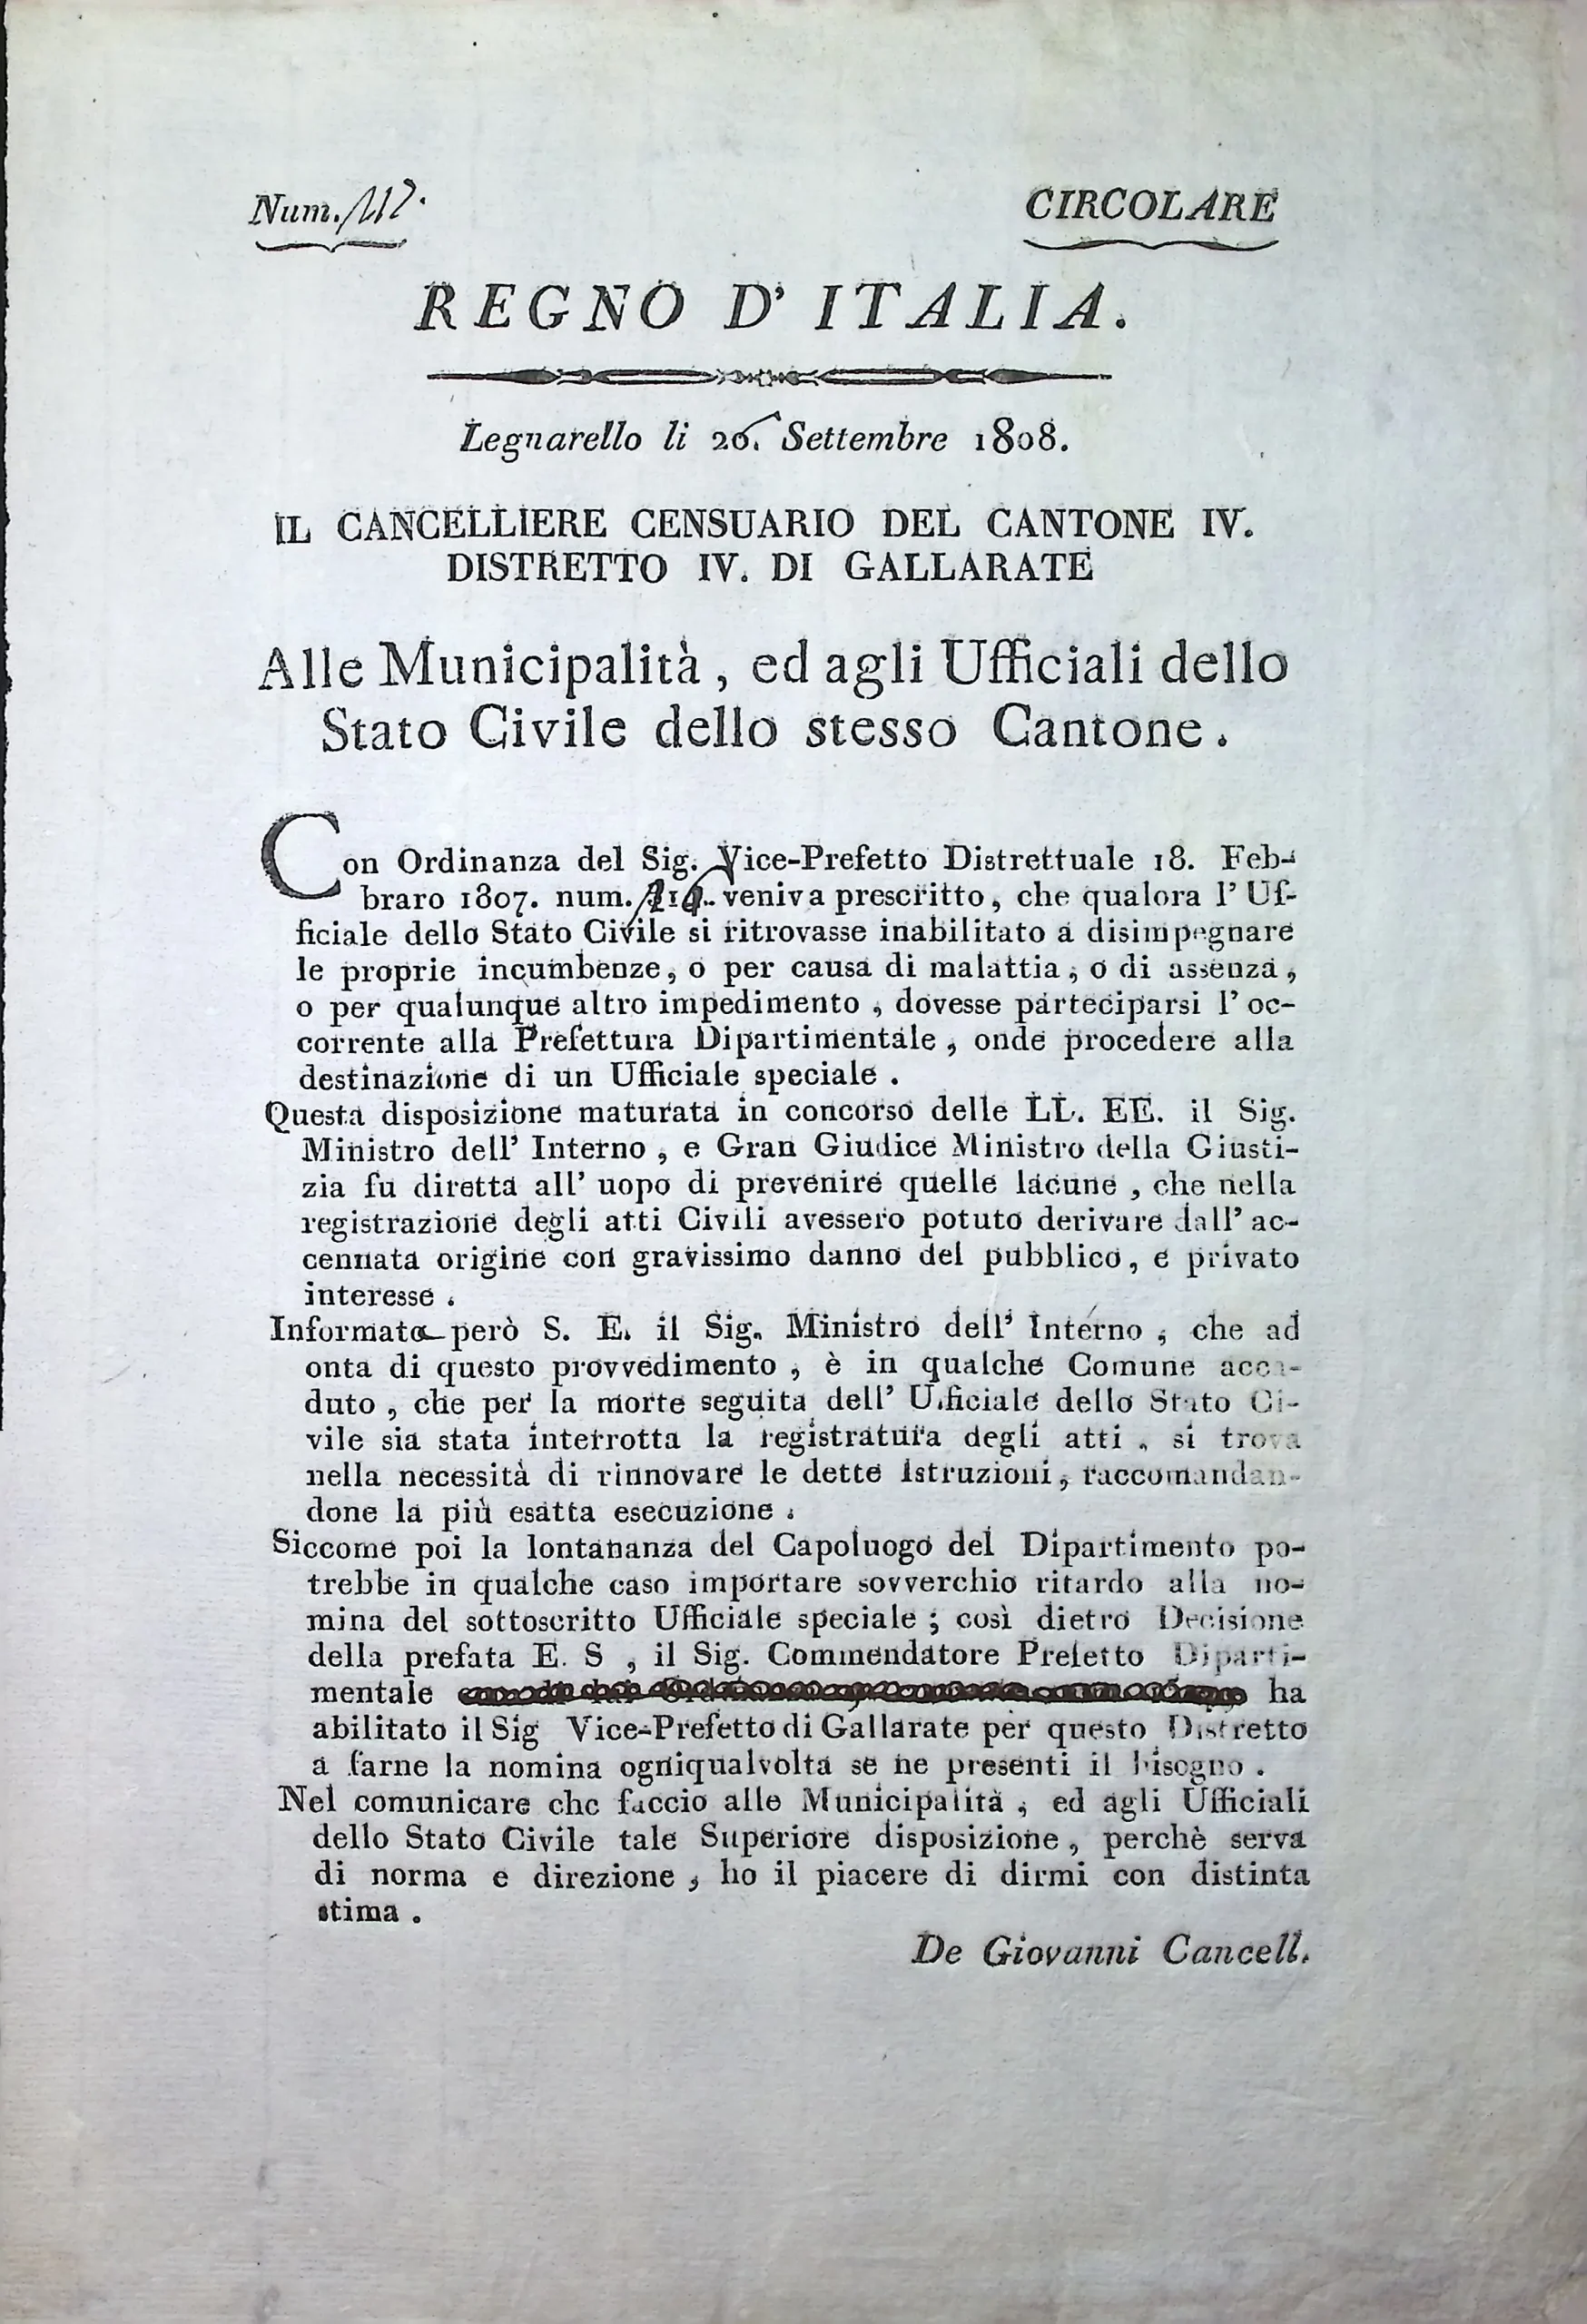 Num.
CIRCOLARE
REGNO D' ITALIA.
Legnarello li 26. Settembre 1808.
IL CANCELLIERE CENSUARIO DEL CANTONE IV.
DISTRETTO IV. DI GALLARATE
Alle Municipalità, ed agli Ufficiali dello
Stato Civile dello stesso Cantone.
Con Ordinanza del Sig. Vice-Prefetto Distrettuale 18. Feb-
braro 1807. num. veniva prescritto, che qualora l' Uf-
ficiale dello Stato Civile si ritrovasse inabilitato a disimpegnare
le proprie incumbenze, o per causa di malattia, o di assenza,
o per qualunque altro impedimento, dovesse parteciparsi l' oc-
corrente alla Prefettura Dipartimentale, onde procedere alla
destinazione di un Ufficiale speciale.
Questa disposizione maturata in concorso delle LL. EE. il Sig.
Ministro dell' Interno, e Gran Giudice Ministro della Giusti-
zia fu diretta all' uopo di prevenire quelle lacune, che nella
registrazione degli atti Civili avessero potuto derivare dall' ac-
cennata origine con gravissimo danno del pubblico, e privato
interesse.
Informata però S. E. il Sig. Ministro dell' Interno, che ad
onta di questo provvedimento, è in qualche Comune acca-
duto, che per la morte seguita dell' Ufficiale dello Stato Ci-
vile sia stata interrotta la registratura degli atti, si trova
nella necessità di rinnovare le dette Istruzioni, raccomandan-
done la più esatta esecuzione.
Siccome poi la lontananza del Capoluogo del Dipartimento po-
trebbe in qualche caso importare sovverchio ritardo alla no-
mina del sottoscritto Ufficiale speciale; così dietro Decisione
della prefata E. S, il Sig. Commendatore Prefetto Diparti-
mentale ha
abilitato il Sig Vice-Prefetto di Gallarate per questo Distretto
a farne la nomina ogniqualvolta se ne presenti il bisogno.
Nel comunicare che faccio alle Municipalità, ed agli Ufficiali
dello Stato Civile tale Superiore disposizione, perchè serva
di norma e direzione, ho il piacere di dirmi con distinta
stima.
De Giovanni Cancell.